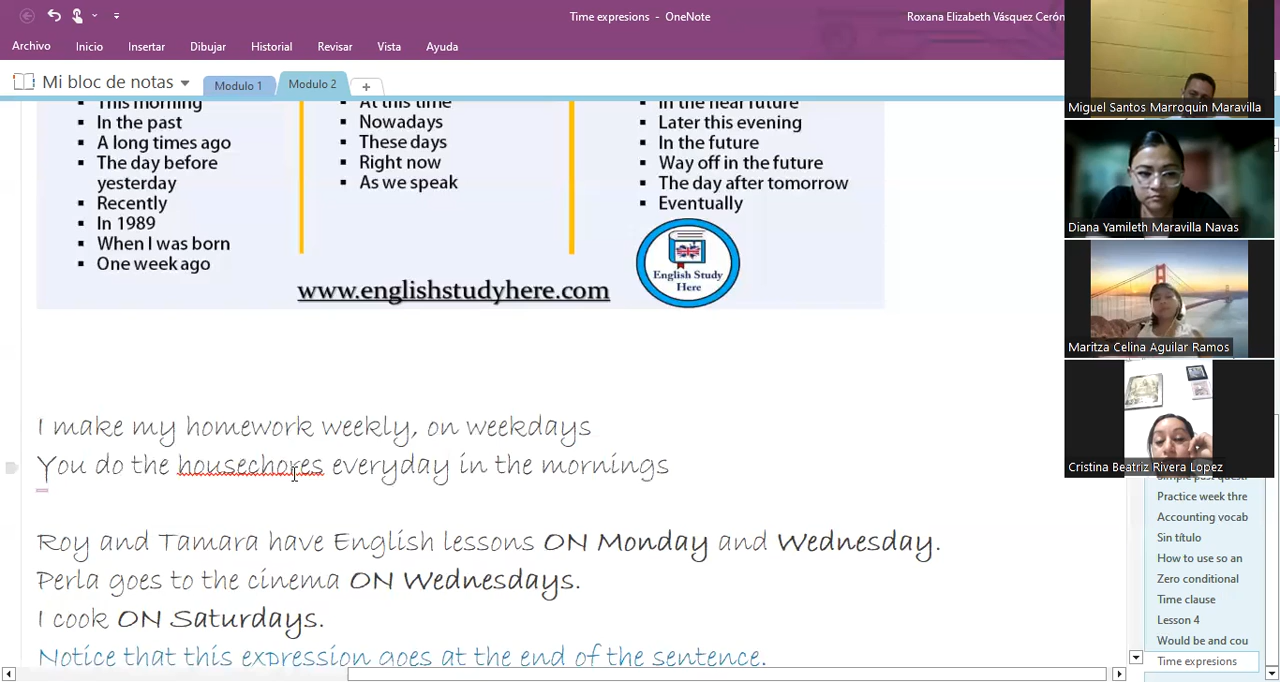 Time expresions - OneNote
Roxana Elizabeth Vásquez Cerón
Archivo Inicio Insertar Dibujar Historial Revisar Vista Ayuda
Mi bloc de notas Modulo 1 Modulo 2 +
This morning
In the past
A long times ago
The day before
yesterday
Recently
In 1989
When I was born
One week ago
At this time
Nowadays
These days
Right now
As we speak
In the near future
Later this evening
In the future
Way off in the future
The day after tomorrow
Eventually
English Study
Here
www.englishstudyhere.com
I make my homework weekly, on weekdays
You do the housechores everyday in the mornings
Roy and Tamara have English lessons ON Monday and Wednesday.
Perla goes to the cinema ON Wednesdays.
I cook ON Saturdays.
Notice that this expression goes at the end of the sentence.
Miguel Santos Marroquin Maravilla
Diana Yamileth Maravilla Navas
Maritza Celina Aguilar Ramos
Cristina Beatriz Rivera Lopez
Simple past questi
Practice week thre
Accounting vocab
Sin título
How to use so an
Zero conditional
Time clause
Lesson 4
Would be and cou
Time expresions